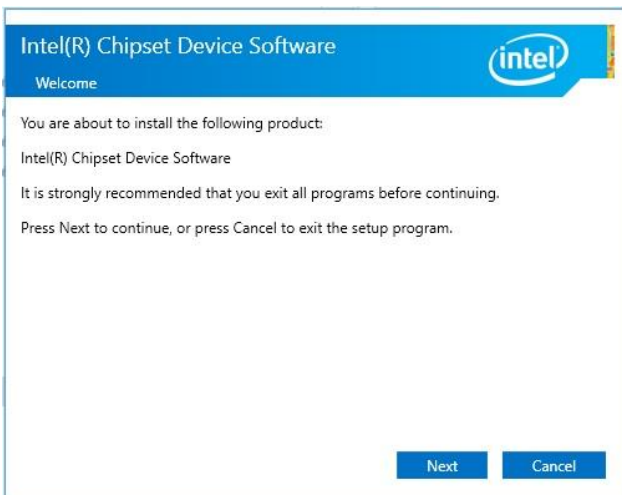 Intel(R) Chipset Device Software
intel
Welcome
You are about to install the following product:
Intel(R) Chipset Device Software
It is strongly recommended that you exit all programs before continuing.
Press Next to continue, or press Cancel to exit the setup program.
Next
Cancel